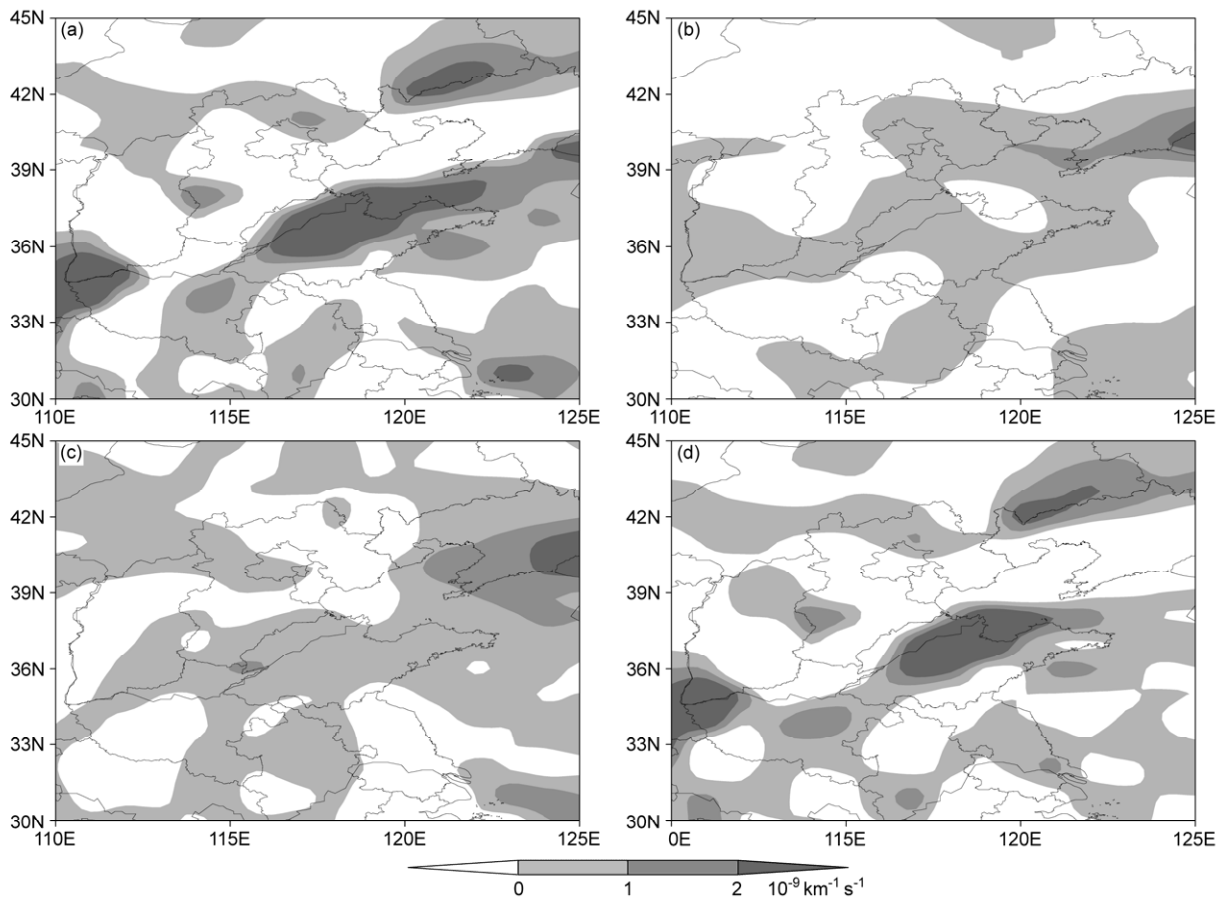 (a) (b)
45N 45N
42N 42N
39N 39N
36N 36N
33N 33N
30N 30N
110E 115E 120E 125E 110E 115E 120E 125E
(c) (d)
45N 45N
42N 42N
39N 39N
36N 36N
33N 33N
30N 30N
110E 115E 120E 125E 0E 115E 120E 125E
0 1 2 10⁻⁹ km⁻¹ s⁻¹